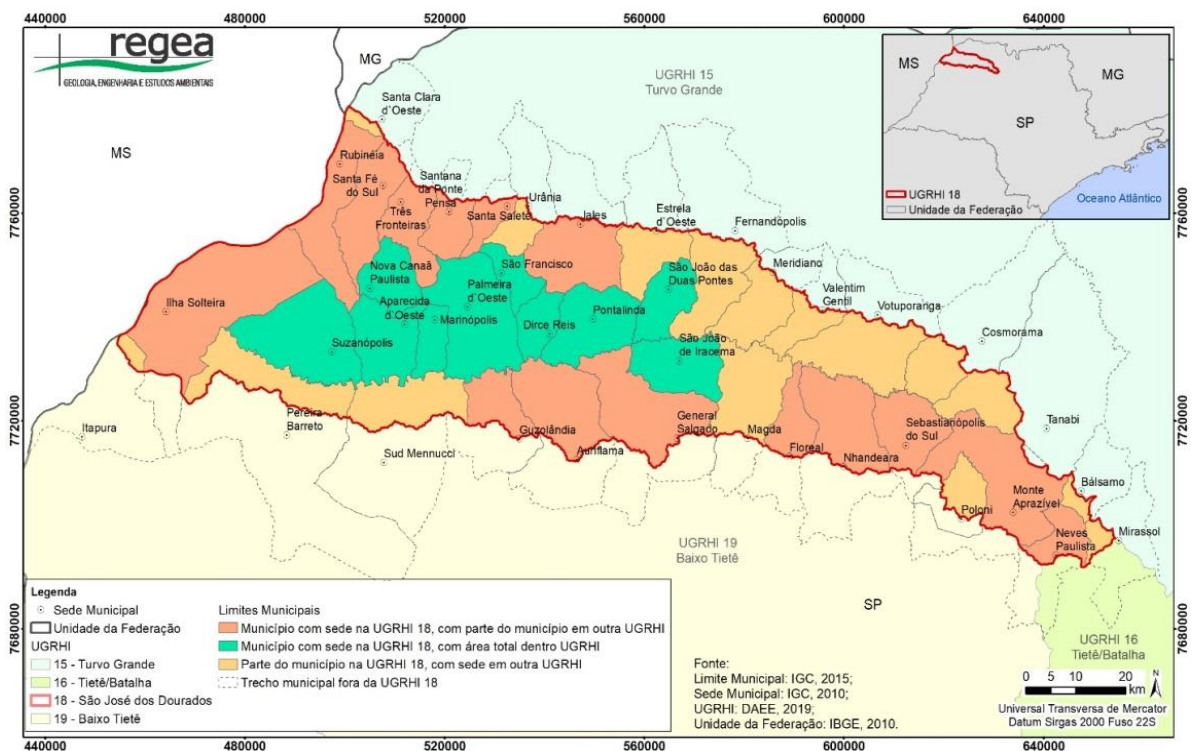 440000 480000 520000 560000 600000 640000
7760000
7720000
7680000
7760000
7720000
7680000
regea
GEOLOGIA, ENGENHARIA E ESTUDOS AMBIENTAIS
MG
MS
UGRHI 15
Turvo Grande
Santa Clara
d´Oeste
Rubinéia
Santa Fé
do Sul
Santana
da Ponte
Pensa
Três
Fronteiras
Santa Salete
Urânia
Jales
Estrela
d´Oeste
Fernandópolis
Meridiano
Valentim
Gentil
Votuporanga
Cosmorama
Ilha Solteira
Nova Canaã
Paulista
São Francisco
São João das
Duas Pontes
Aparecida
d´Oeste
Palmeira
d´Oeste
Marinópolis
Dirce Reis
Pontalinda
Suzanópolis
São João
de Iracema
Itapura
Pereira
Barreto
Sud Mennucci
Guzolândia
Auriflama
General
Salgado
Magda
Floreal
Nhandeara
Sebastianópolis
do Sul
Tanabi
Poloni
Monte
Aprazível
Bálsamo
Neves
Paulista
Mirassol
UGRHI 19
Baixo Tietê
SP
UGRHI 16
Tietê/Batalha
MS
MG
SP
UGRHI 18
Unidade da Federação
Oceano Atlântico
Legenda
Sede Municipal
Unidade da Federação
UGRHI
15 - Turvo Grande
16 - Tietê/Batalha
18 - São José dos Dourados
19 - Baixo Tietê
Limites Municipais
Município com sede na UGRHI 18, com parte do município em outra UGRHI
Município com sede na UGRHI 18, com área total dentro UGRHI
Parte do município na UGRHI 18, com sede em outra UGRHI
Trecho municipal fora da UGRHI 18
Fonte:
Limite Municipal: IGC, 2015;
Sede Municipal: IGC, 2010;
UGRHI: DAEE, 2019;
Unidade da Federação: IBGE, 2010.
0 5 10 20
km
N
Universal Transversa de Mercator
Datum Sirgas 2000 Fuso 22S
440000 480000 520000 560000 600000 640000